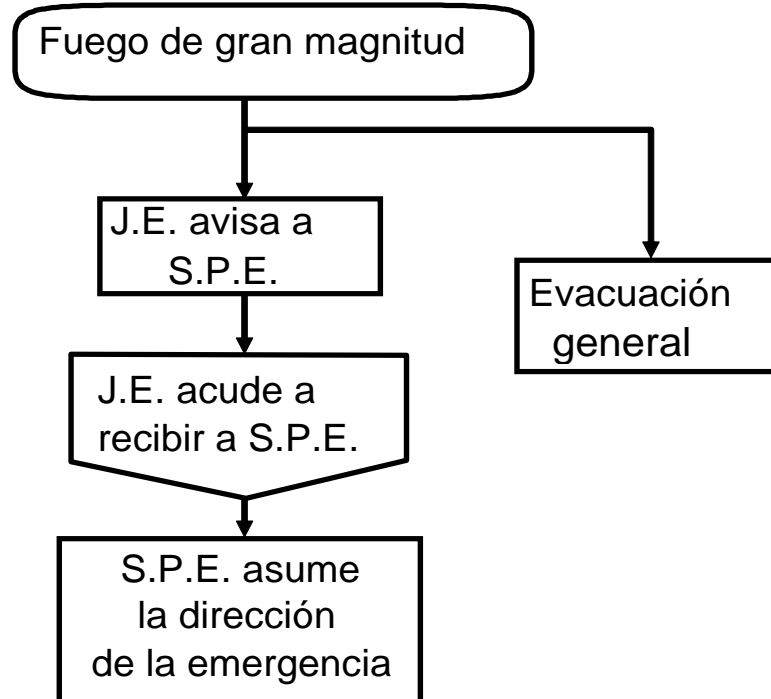 Fuego de gran magnitud
J.E. avisa a
S.P.E.
Evacuación
general
J.E. acude a
recibir a S.P.E.
S.P.E. asume
la dirección
de la emergencia